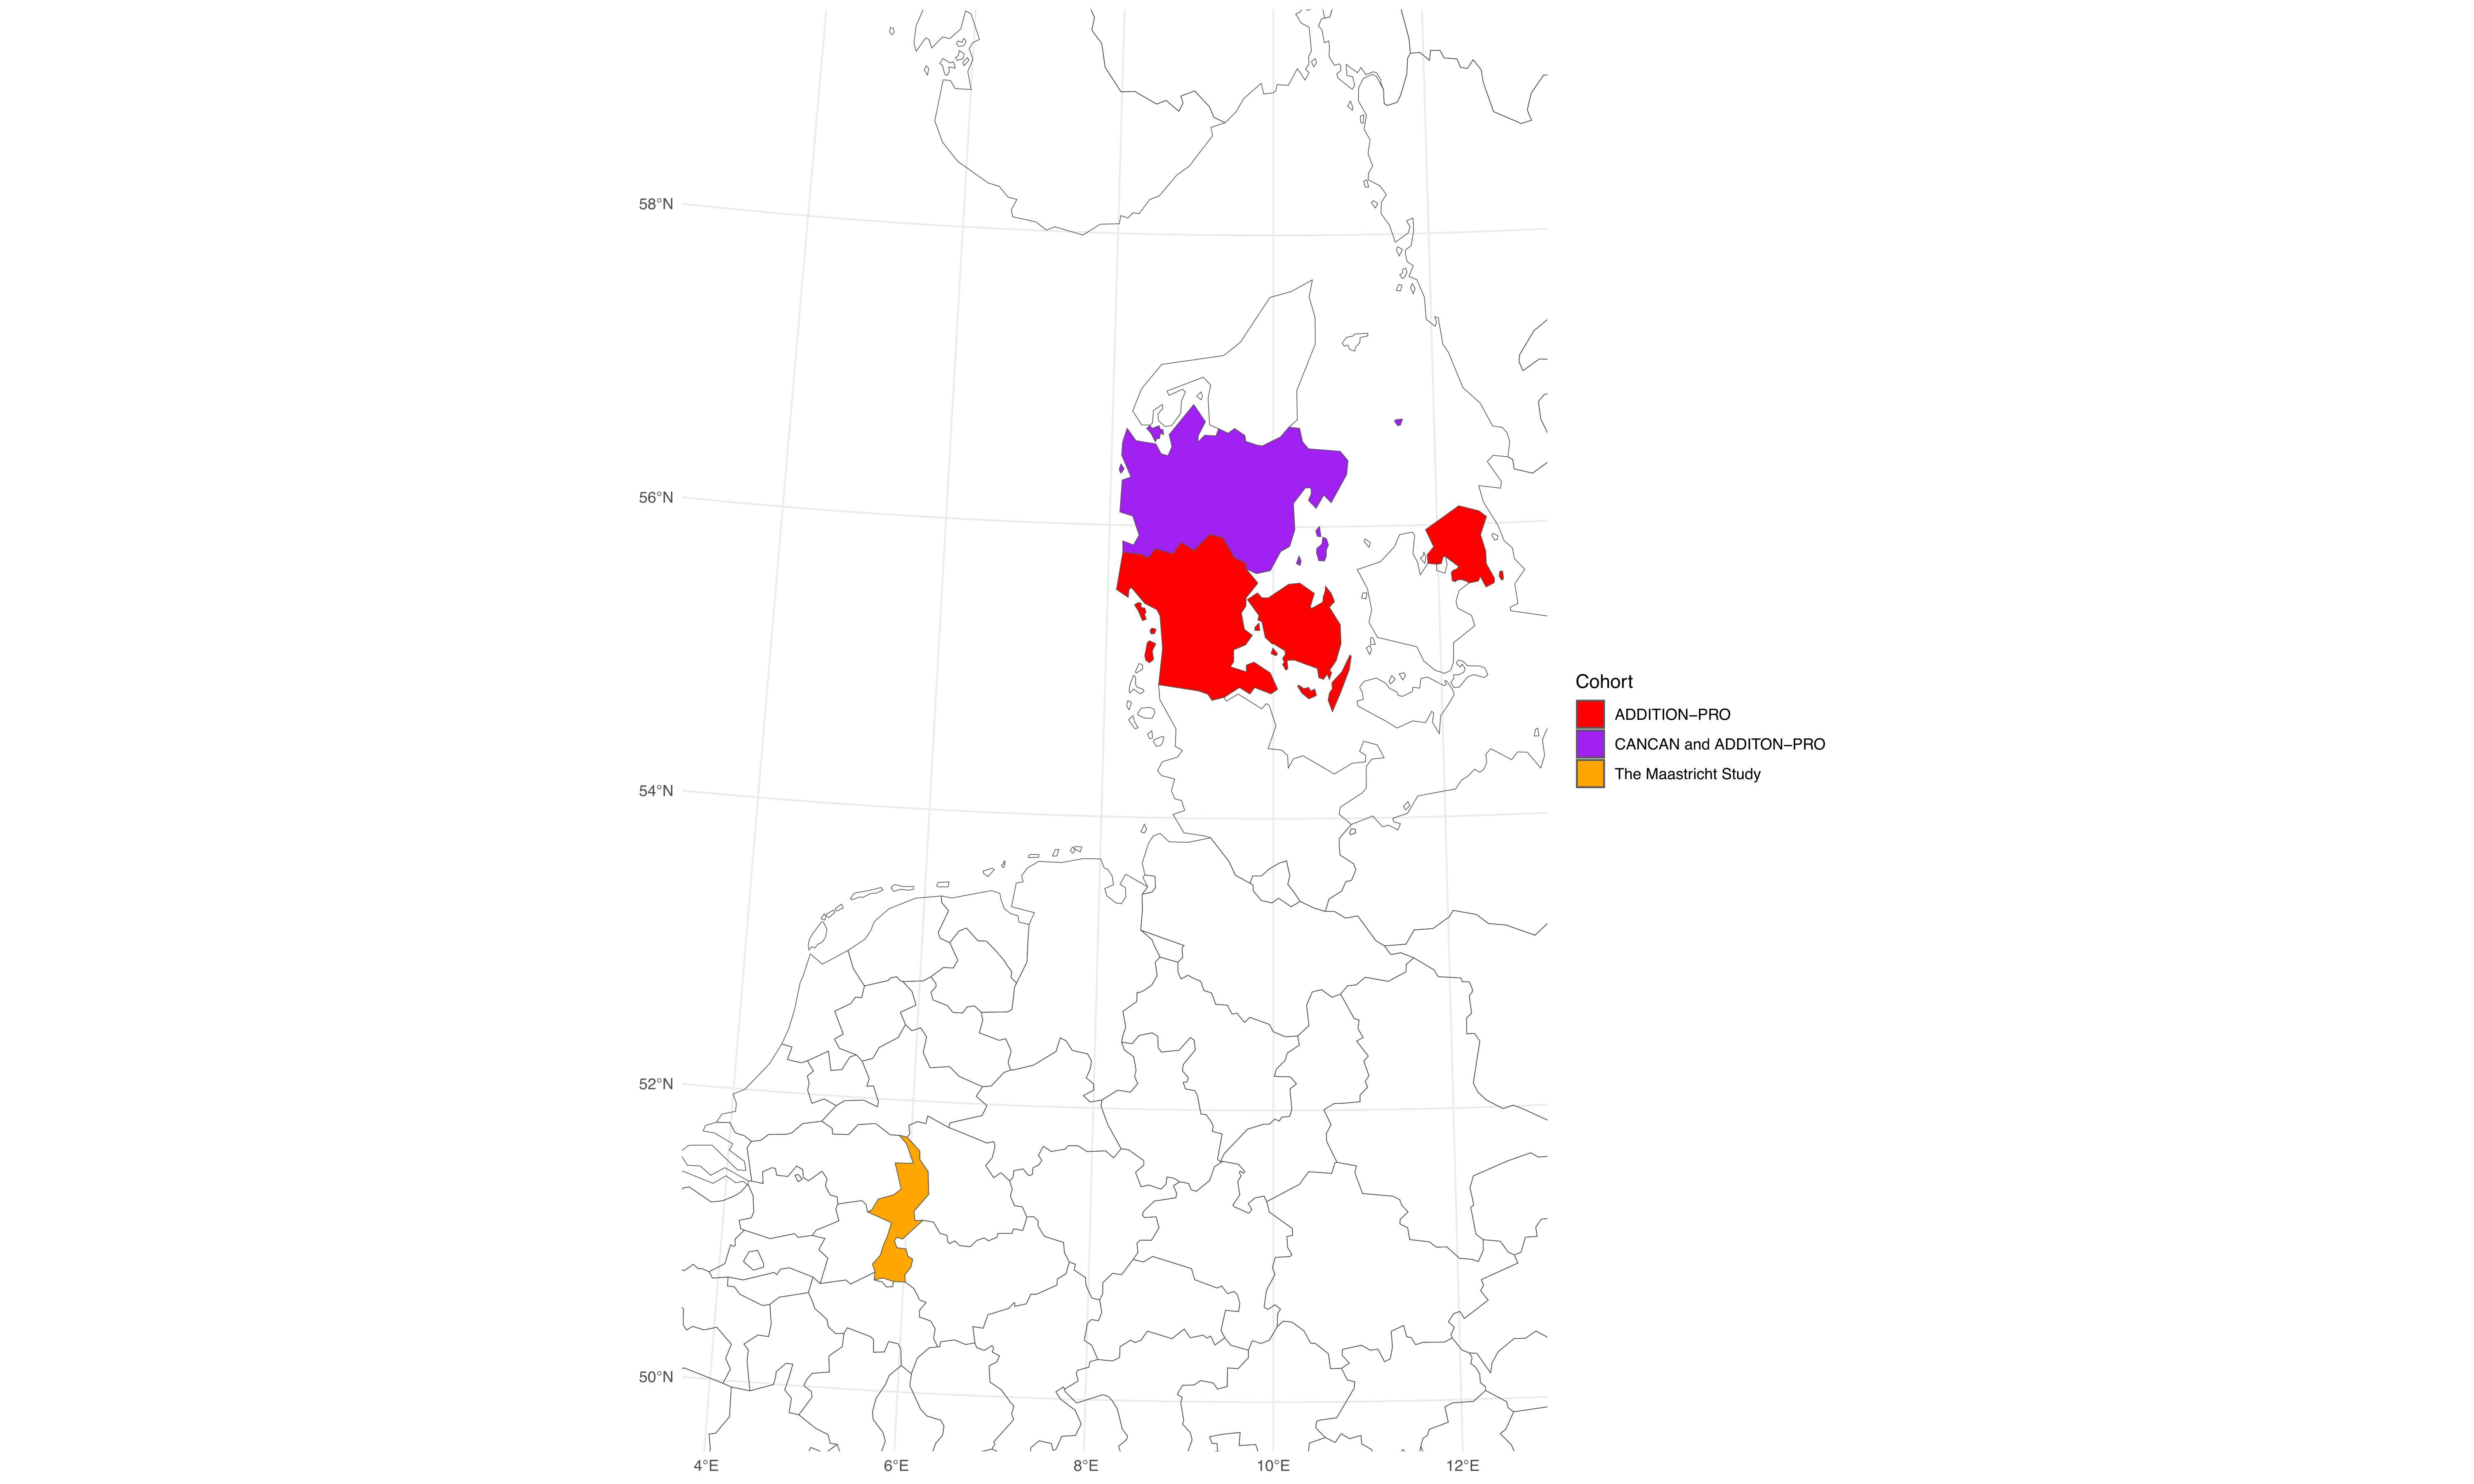 58°N
56°N
54°N
52°N
50°N
4°E
6°E
8°E
10°E
12°E
Cohort
ADDITION−PRO
CANCAN and ADDITON−PRO
The Maastricht Study